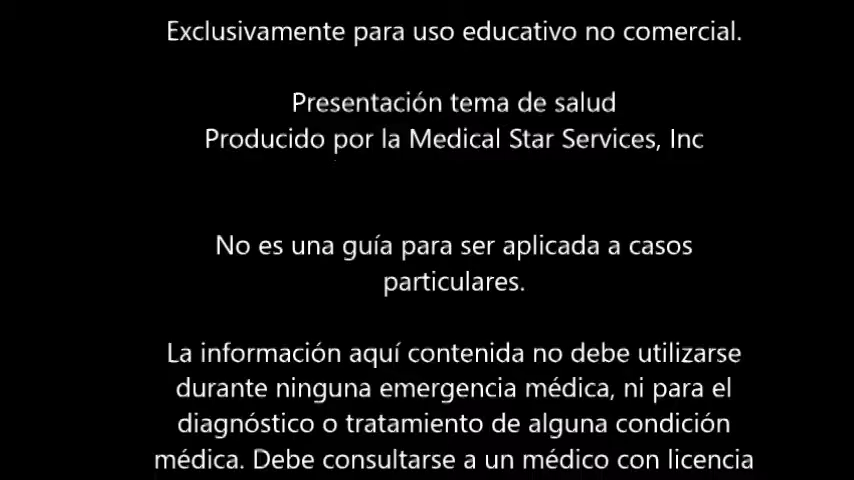 Exclusivamente para uso educativo no comercial.
Presentación tema de salud
Producido por la Medical Star Services, Inc
No es una guía para ser aplicada a casos
particulares.
La información aquí contenida no debe utilizarse
durante ninguna emergencia médica, ni para el
diagnóstico o tratamiento de alguna condición
médica. Debe consultarse a un médico con licencia